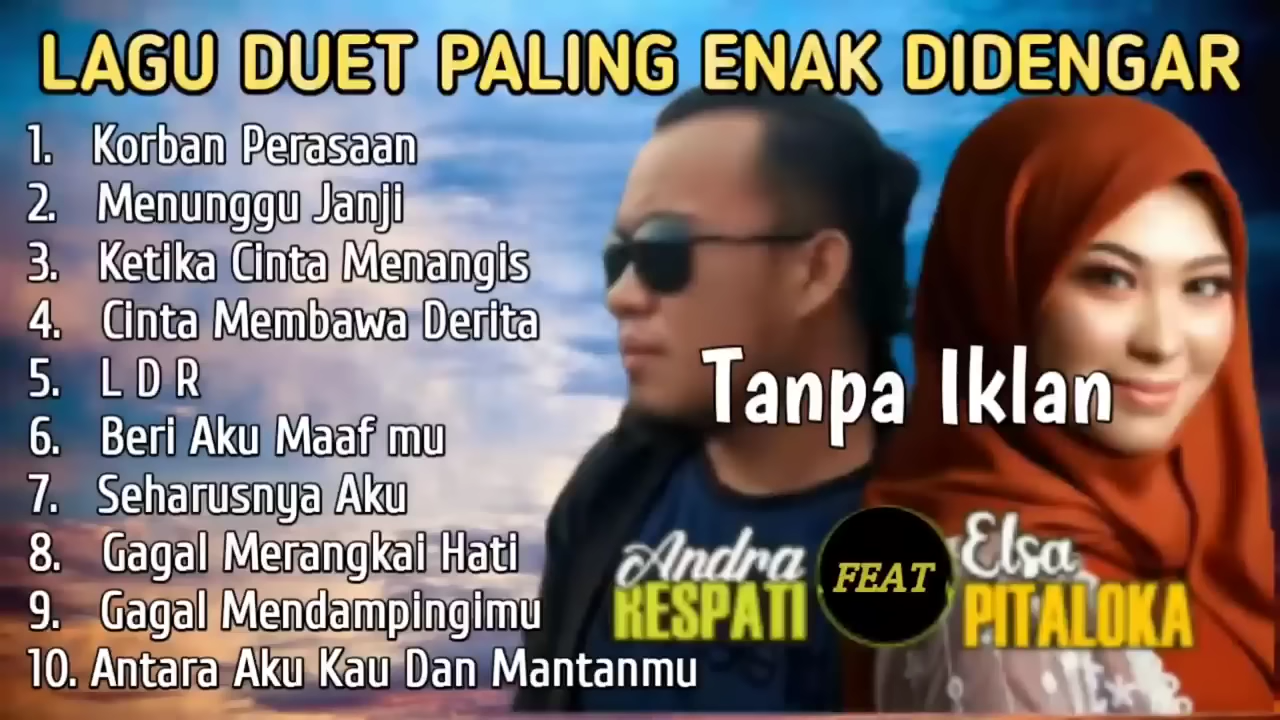 LAGU DUET PALING ENAK DIDENGAR
1. Korban Perasaan
2. Menunggu Janji
3. Ketika Cinta Menangis
4. Cinta Membawa Derita
5. L D R
6. Beri Aku Maaf mu
7. Seharusnya Aku
8. Gagal Merangkai Hati
9. Gagal Mendampingimu
10. Antara Aku Kau Dan Mantanmu
Tanpa Iklan
Andra RESPATI
FEAT
Elsa PITALOKA